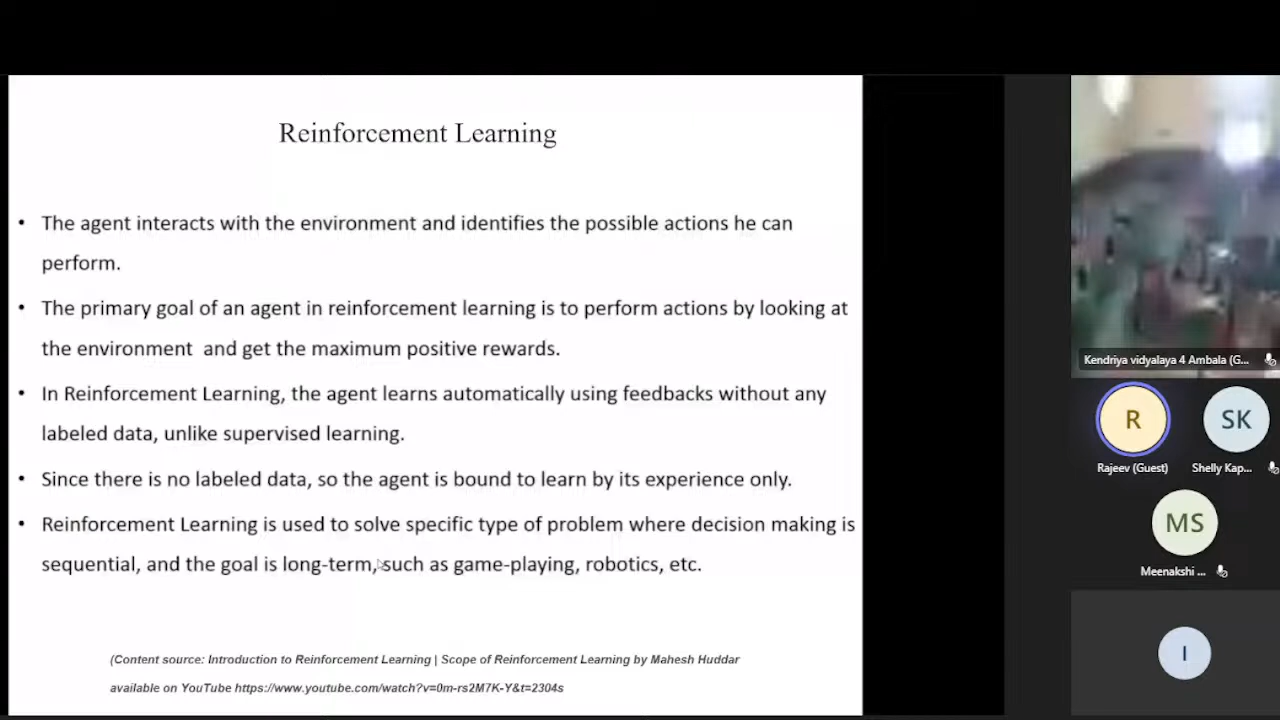 Reinforcement Learning
• The agent interacts with the environment and identifies the possible actions he can
perform.
• The primary goal of an agent in reinforcement learning is to perform actions by looking at
the environment and get the maximum positive rewards.
• In Reinforcement Learning, the agent learns automatically using feedbacks without any
labeled data, unlike supervised learning.
• Since there is no labeled data, so the agent is bound to learn by its experience only.
• Reinforcement Learning is used to solve specific type of problem where decision making is
sequential, and the goal is long-term, such as game-playing, robotics, etc.
(Content source: Introduction to Reinforcement Learning | Scope of Reinforcement Learning by Mahesh Huddar
available on YouTube https://www.youtube.com/watch?v=0m-rs2M7K-Y&t=2304s
Kendriya vidyalaya 4 Ambala (G...
R
SK
Rajeev (Guest)
Shelly Kap...
MS
Meenakshi ...
I